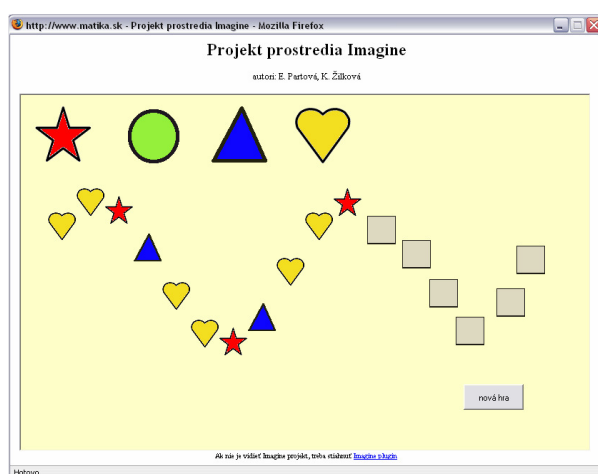 http://www.matika.sk - Projekt prostredia Imagine - Mozilla Firefox
Projekt prostredia Imagine
autori: E. Partová, K. Žilková
nová hra
Ak nie je vidieť Imagine projekt, treba stiahnuť Imagine plugin
Hotovo